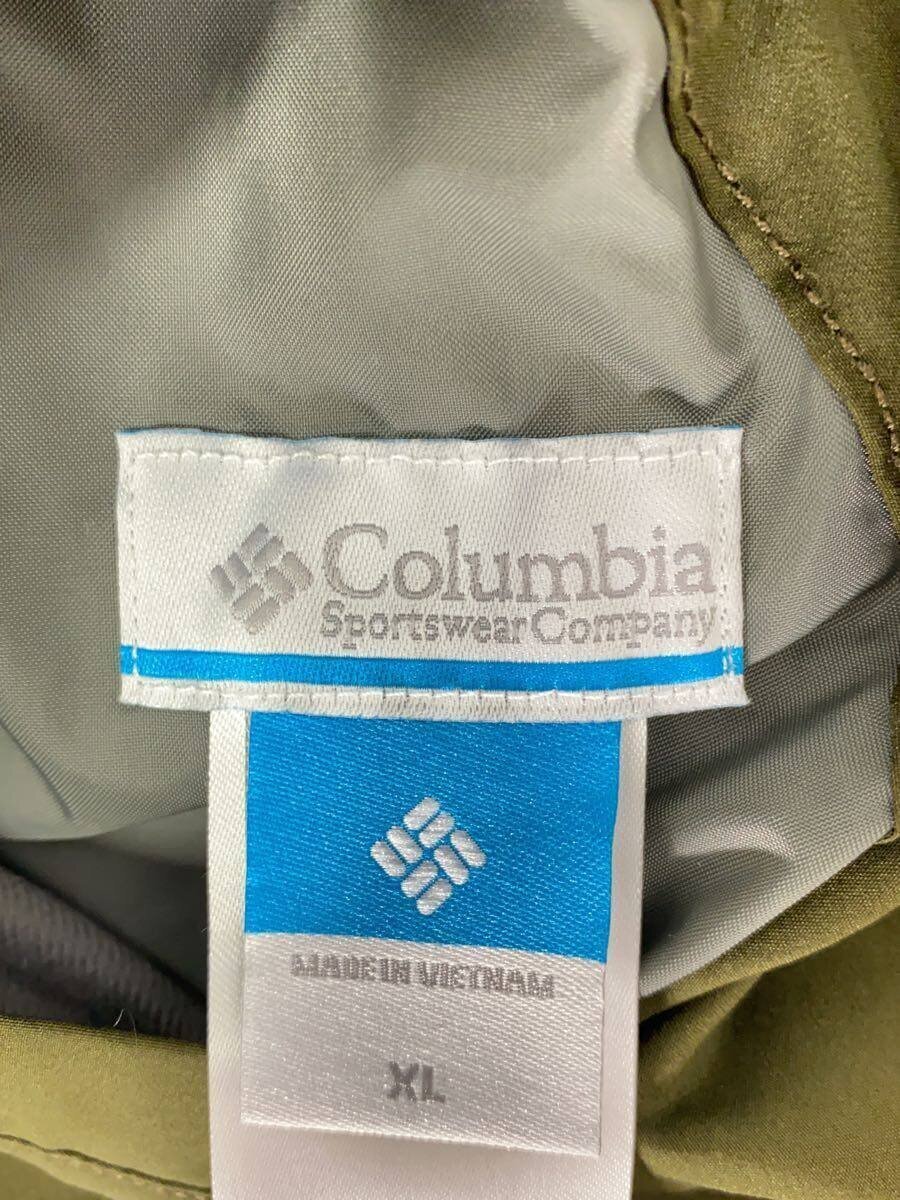 Columbia
Sportswear Company
MADE IN VIETNAM
XL